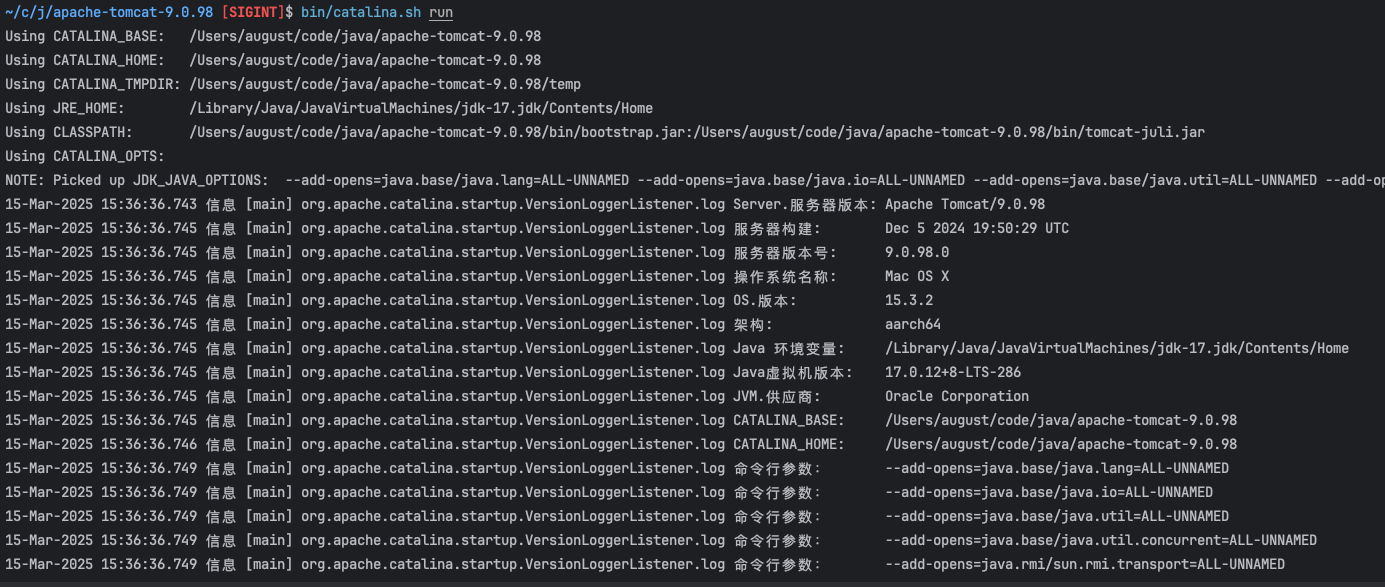 ~/c/j/apache-tomcat-9.0.98 [SIGINT]$ bin/catalina.sh run
Using CATALINA_BASE:   /Users/august/code/java/apache-tomcat-9.0.98
Using CATALINA_HOME:   /Users/august/code/java/apache-tomcat-9.0.98
Using CATALINA_TMPDIR: /Users/august/code/java/apache-tomcat-9.0.98/temp
Using JRE_HOME:        /Library/Java/JavaVirtualMachines/jdk-17.jdk/Contents/Home
Using CLASSPATH:       /Users/august/code/java/apache-tomcat-9.0.98/bin/bootstrap.jar:/Users/august/code/java/apache-tomcat-9.0.98/bin/tomcat-juli.jar
Using CATALINA_OPTS:
NOTE: Picked up JDK_JAVA_OPTIONS:  --add-opens=java.base/java.lang=ALL-UNNAMED --add-opens=java.base/java.io=ALL-UNNAMED --add-opens=java.base/java.util=ALL-UNNAMED
15-Mar-2025 15:36:36.743 信息 [main] org.apache.catalina.startup.VersionLoggerListener.log Server.服务器版本: Apache Tomcat/9.0.98
15-Mar-2025 15:36:36.745 信息 [main] org.apache.catalina.startup.VersionLoggerListener.log 服务器构建:        Dec 5 2024 19:50:29 UTC
15-Mar-2025 15:36:36.745 信息 [main] org.apache.catalina.startup.VersionLoggerListener.log 服务器版本号:      9.0.98.0
15-Mar-2025 15:36:36.745 信息 [main] org.apache.catalina.startup.VersionLoggerListener.log 操作系统名称:      Mac OS X
15-Mar-2025 15:36:36.745 信息 [main] org.apache.catalina.startup.VersionLoggerListener.log OS.版本:           15.3.2
15-Mar-2025 15:36:36.745 信息 [main] org.apache.catalina.startup.VersionLoggerListener.log 架构:              aarch64
15-Mar-2025 15:36:36.745 信息 [main] org.apache.catalina.startup.VersionLoggerListener.log Java 环境变量:     /Library/Java/JavaVirtualMachines/jdk-17.jdk/Contents/Home
15-Mar-2025 15:36:36.745 信息 [main] org.apache.catalina.startup.VersionLoggerListener.log Java虚拟机版本:    17.0.12+8-LTS-286
15-Mar-2025 15:36:36.745 信息 [main] org.apache.catalina.startup.VersionLoggerListener.log JVM.供应商:        Oracle Corporation
15-Mar-2025 15:36:36.745 信息 [main] org.apache.catalina.startup.VersionLoggerListener.log CATALINA_BASE:     /Users/august/code/java/apache-tomcat-9.0.98
15-Mar-2025 15:36:36.746 信息 [main] org.apache.catalina.startup.VersionLoggerListener.log CATALINA_HOME:     /Users/august/code/java/apache-tomcat-9.0.98
15-Mar-2025 15:36:36.749 信息 [main] org.apache.catalina.startup.VersionLoggerListener.log 命令行参数:        --add-opens=java.base/java.lang=ALL-UNNAMED
15-Mar-2025 15:36:36.749 信息 [main] org.apache.catalina.startup.VersionLoggerListener.log 命令行参数:        --add-opens=java.base/java.io=ALL-UNNAMED
15-Mar-2025 15:36:36.749 信息 [main] org.apache.catalina.startup.VersionLoggerListener.log 命令行参数:        --add-opens=java.base/java.util=ALL-UNNAMED
15-Mar-2025 15:36:36.749 信息 [main] org.apache.catalina.startup.VersionLoggerListener.log 命令行参数:        --add-opens=java.base/java.util.concurrent=ALL-UNNAMED
15-Mar-2025 15:36:36.749 信息 [main] org.apache.catalina.startup.VersionLoggerListener.log 命令行参数:        --add-opens=java.rmi/sun.rmi.transport=ALL-UNNAMED